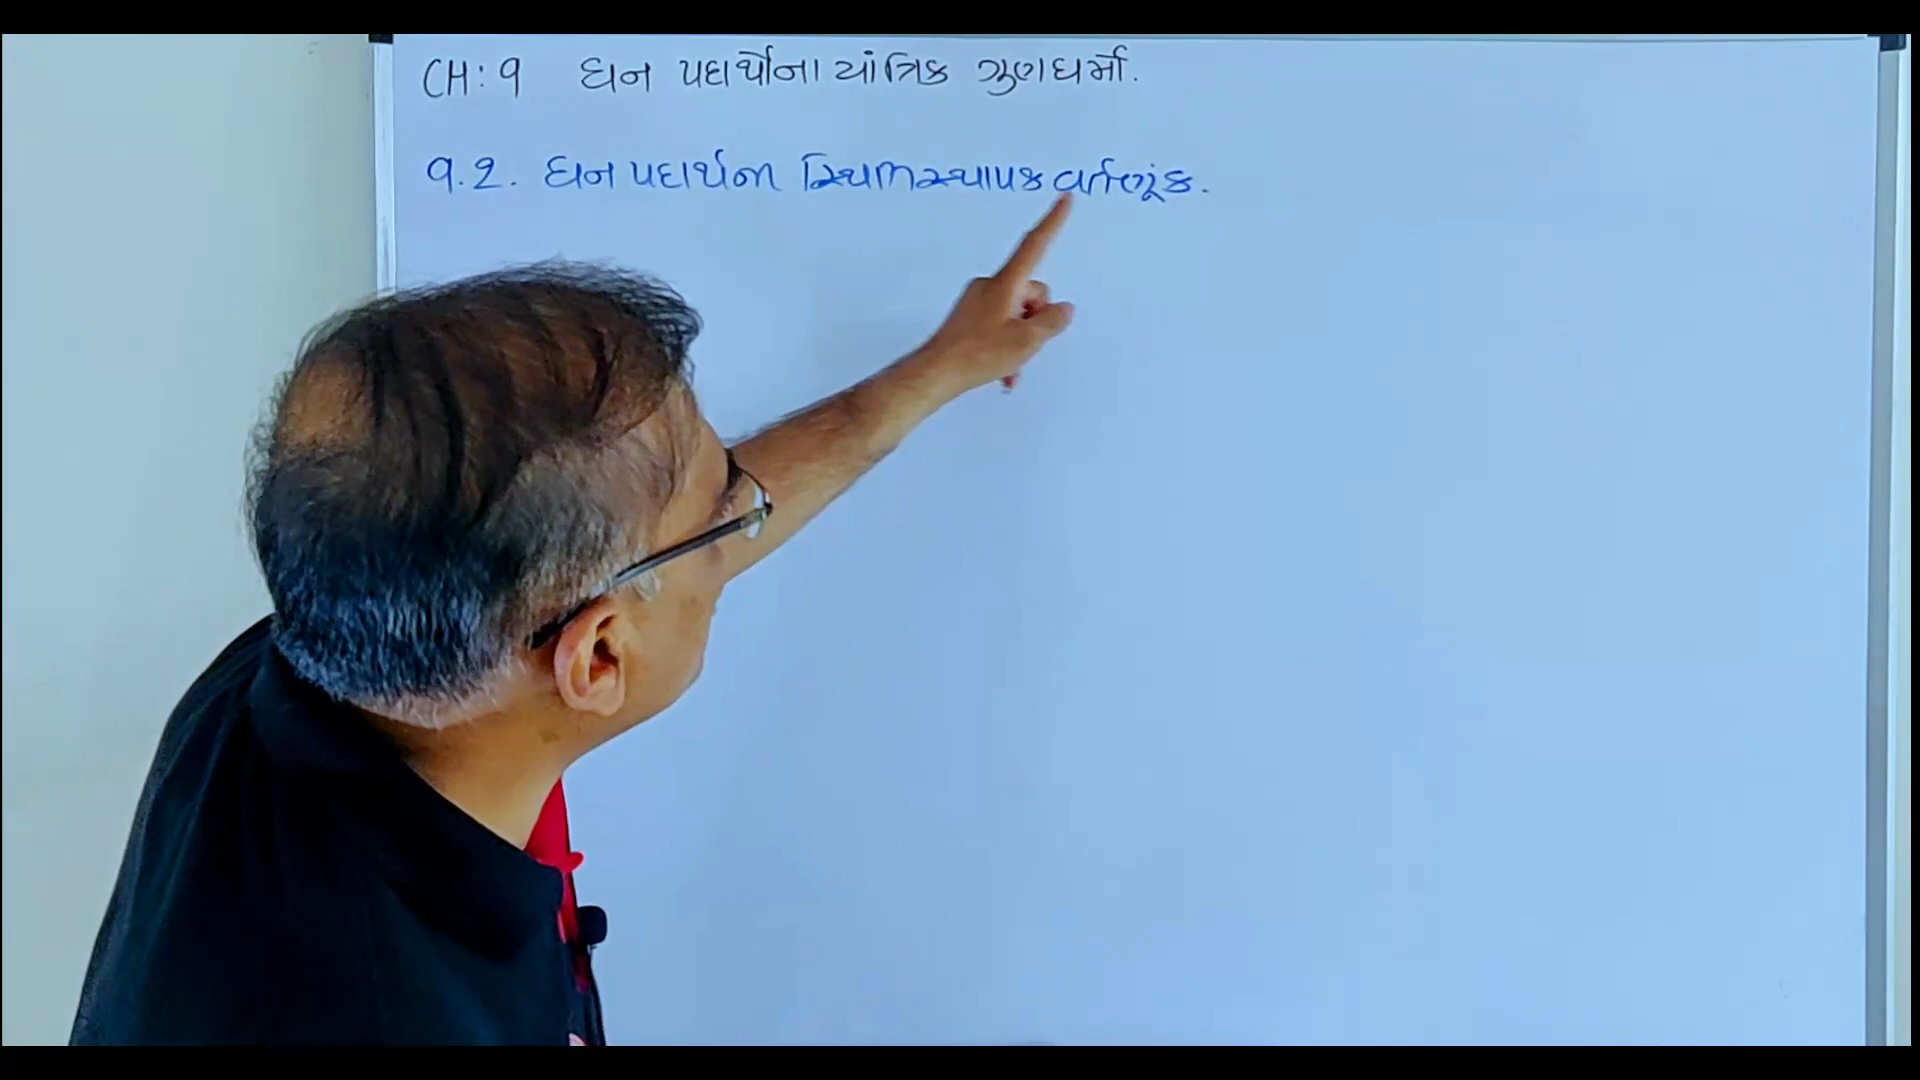 CH: 9 ઘન પદાર્થોના યાંત્રિક ગુણધર્મો.
9.2. ઘન પદાર્થના સ્થિતિસ્થાપક વર્તણૂંક.